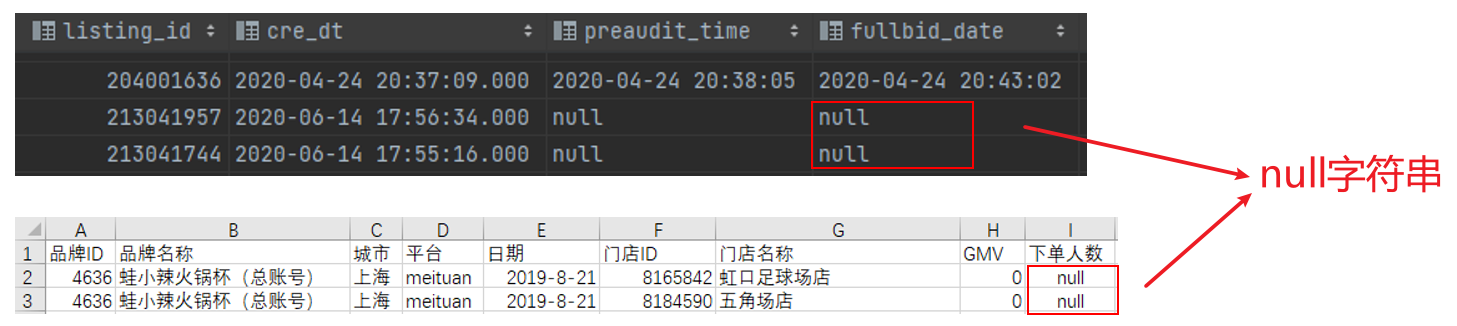 listing_id cre_dt preaudit_time fullbid_date
204001636 2020-04-24 20:37:09.000 2020-04-24 20:38:05 2020-04-24 20:43:02
213041957 2020-06-14 17:56:34.000 null null
213041744 2020-06-14 17:55:16.000 null null
null字符串
A B C D E F G H I
1 品牌ID 品牌名称 城市 平台 日期 门店ID 门店名称 GMV 下单人数
2 4636 蛙小辣火锅杯（总账号） 上海 meituan 2019-8-21 8165842 虹口足球场店 0 null
3 4636 蛙小辣火锅杯（总账号） 上海 meituan 2019-8-21 8184590 五角场店 0 null